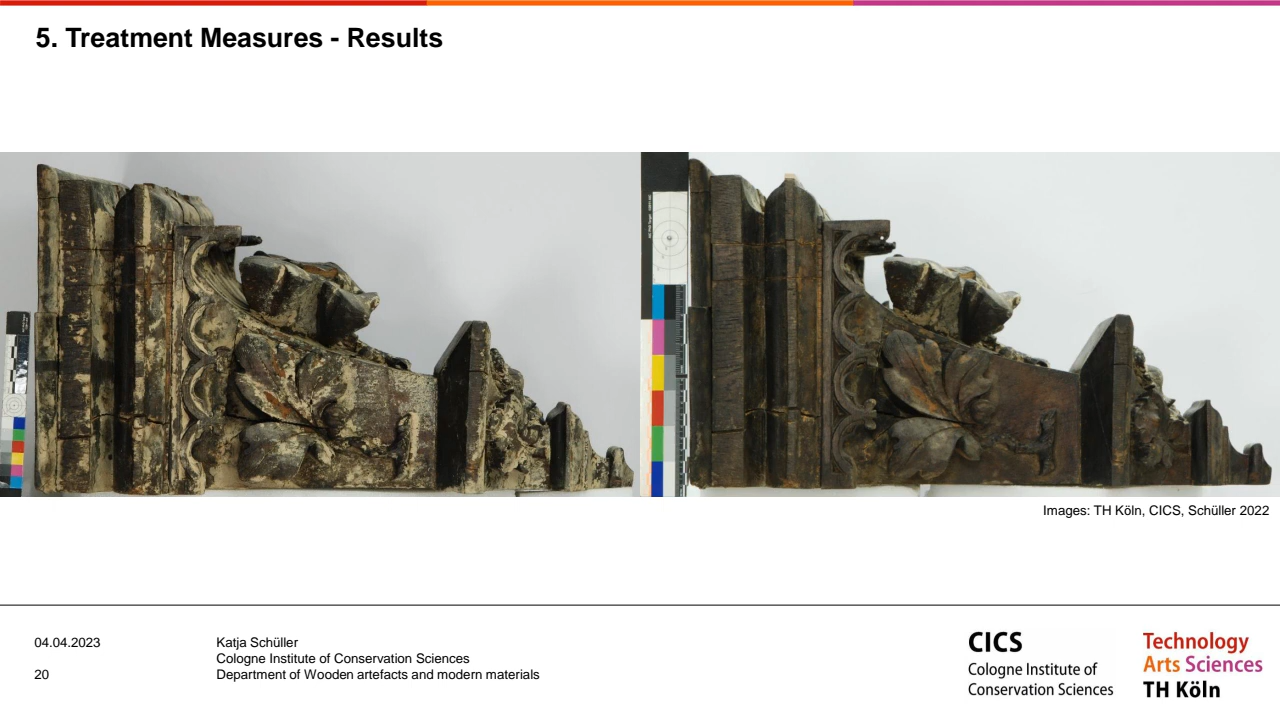 5. Treatment Measures - Results
Images: TH Köln, CICS, Schüller 2022
04.04.2023
Katja Schüller
Cologne Institute of Conservation Sciences
20
Department of Wooden artefacts and modern materials
CICS
Cologne Institute of
Conservation Sciences
Technology
Arts Sciences
TH Köln